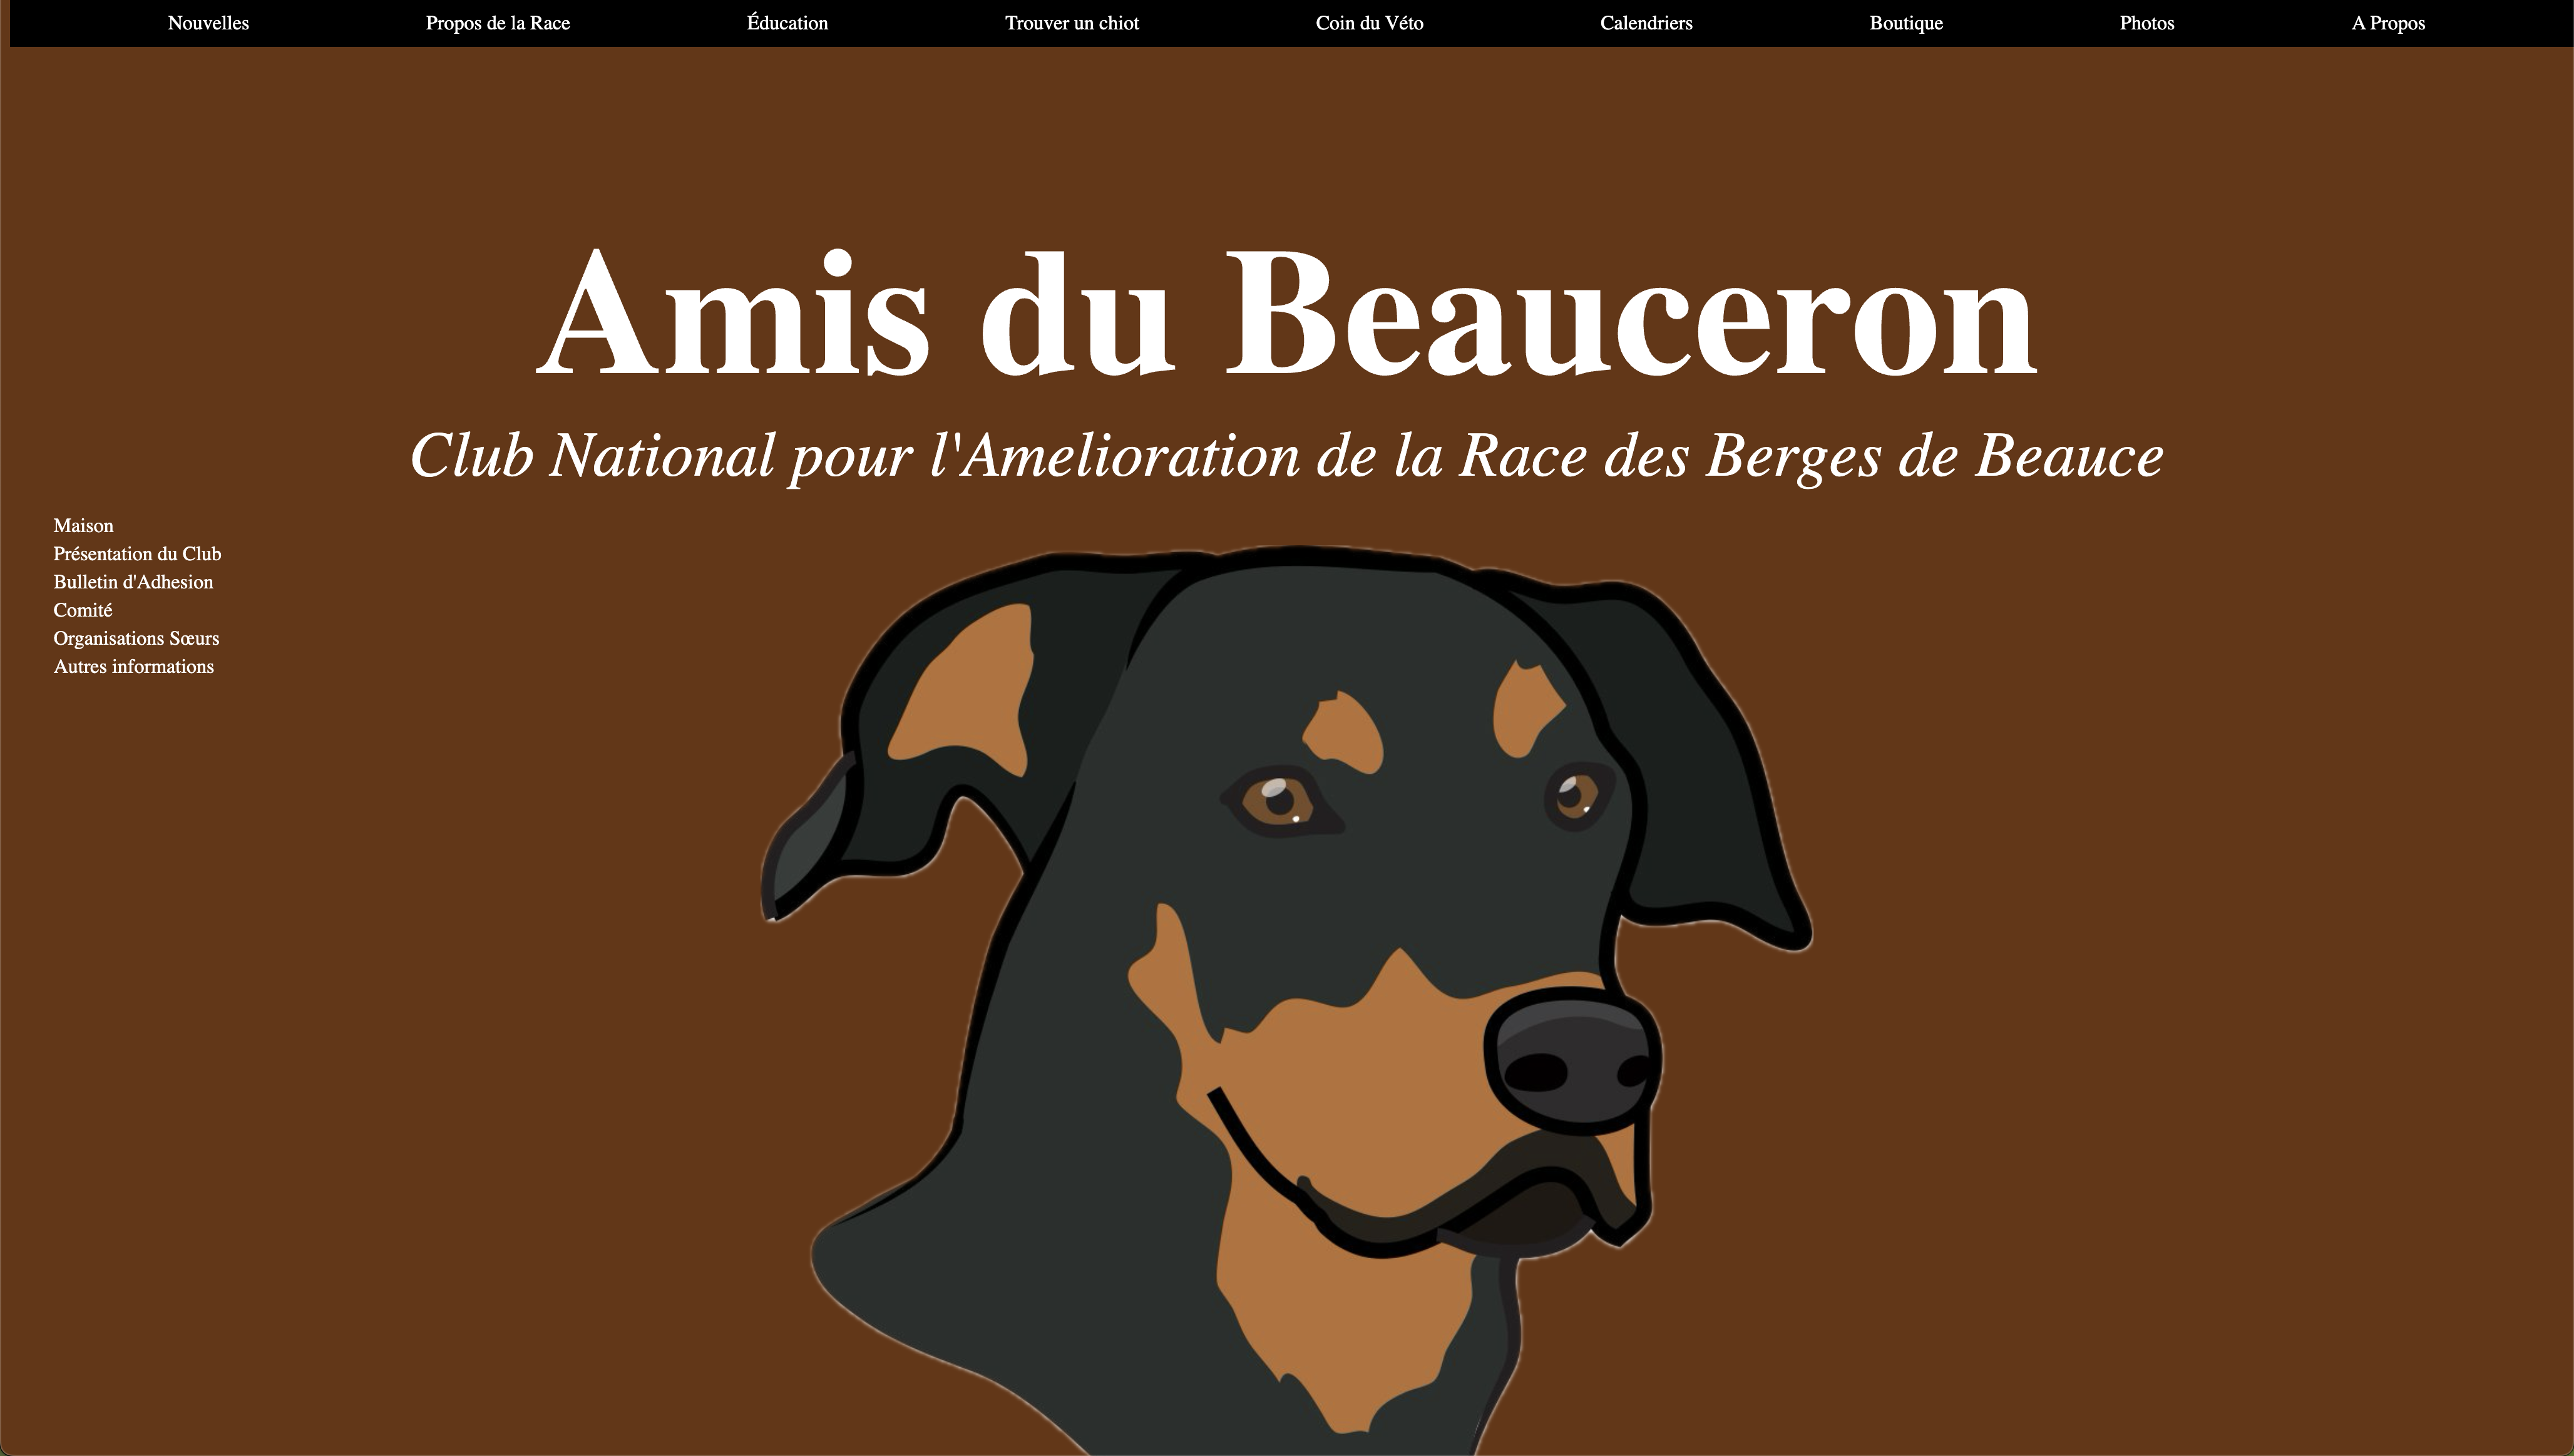 Nouvelles Propos de la Race Éducation Trouver un chiot Coin du Véto Calendriers Boutique Photos A Propos
Amis du Beauceron
Club National pour l'Amelioration de la Race des Berges de Beauce
Maison
Présentation du Club
Bulletin d'Adhesion
Comité
Organisations Sœurs
Autres informations